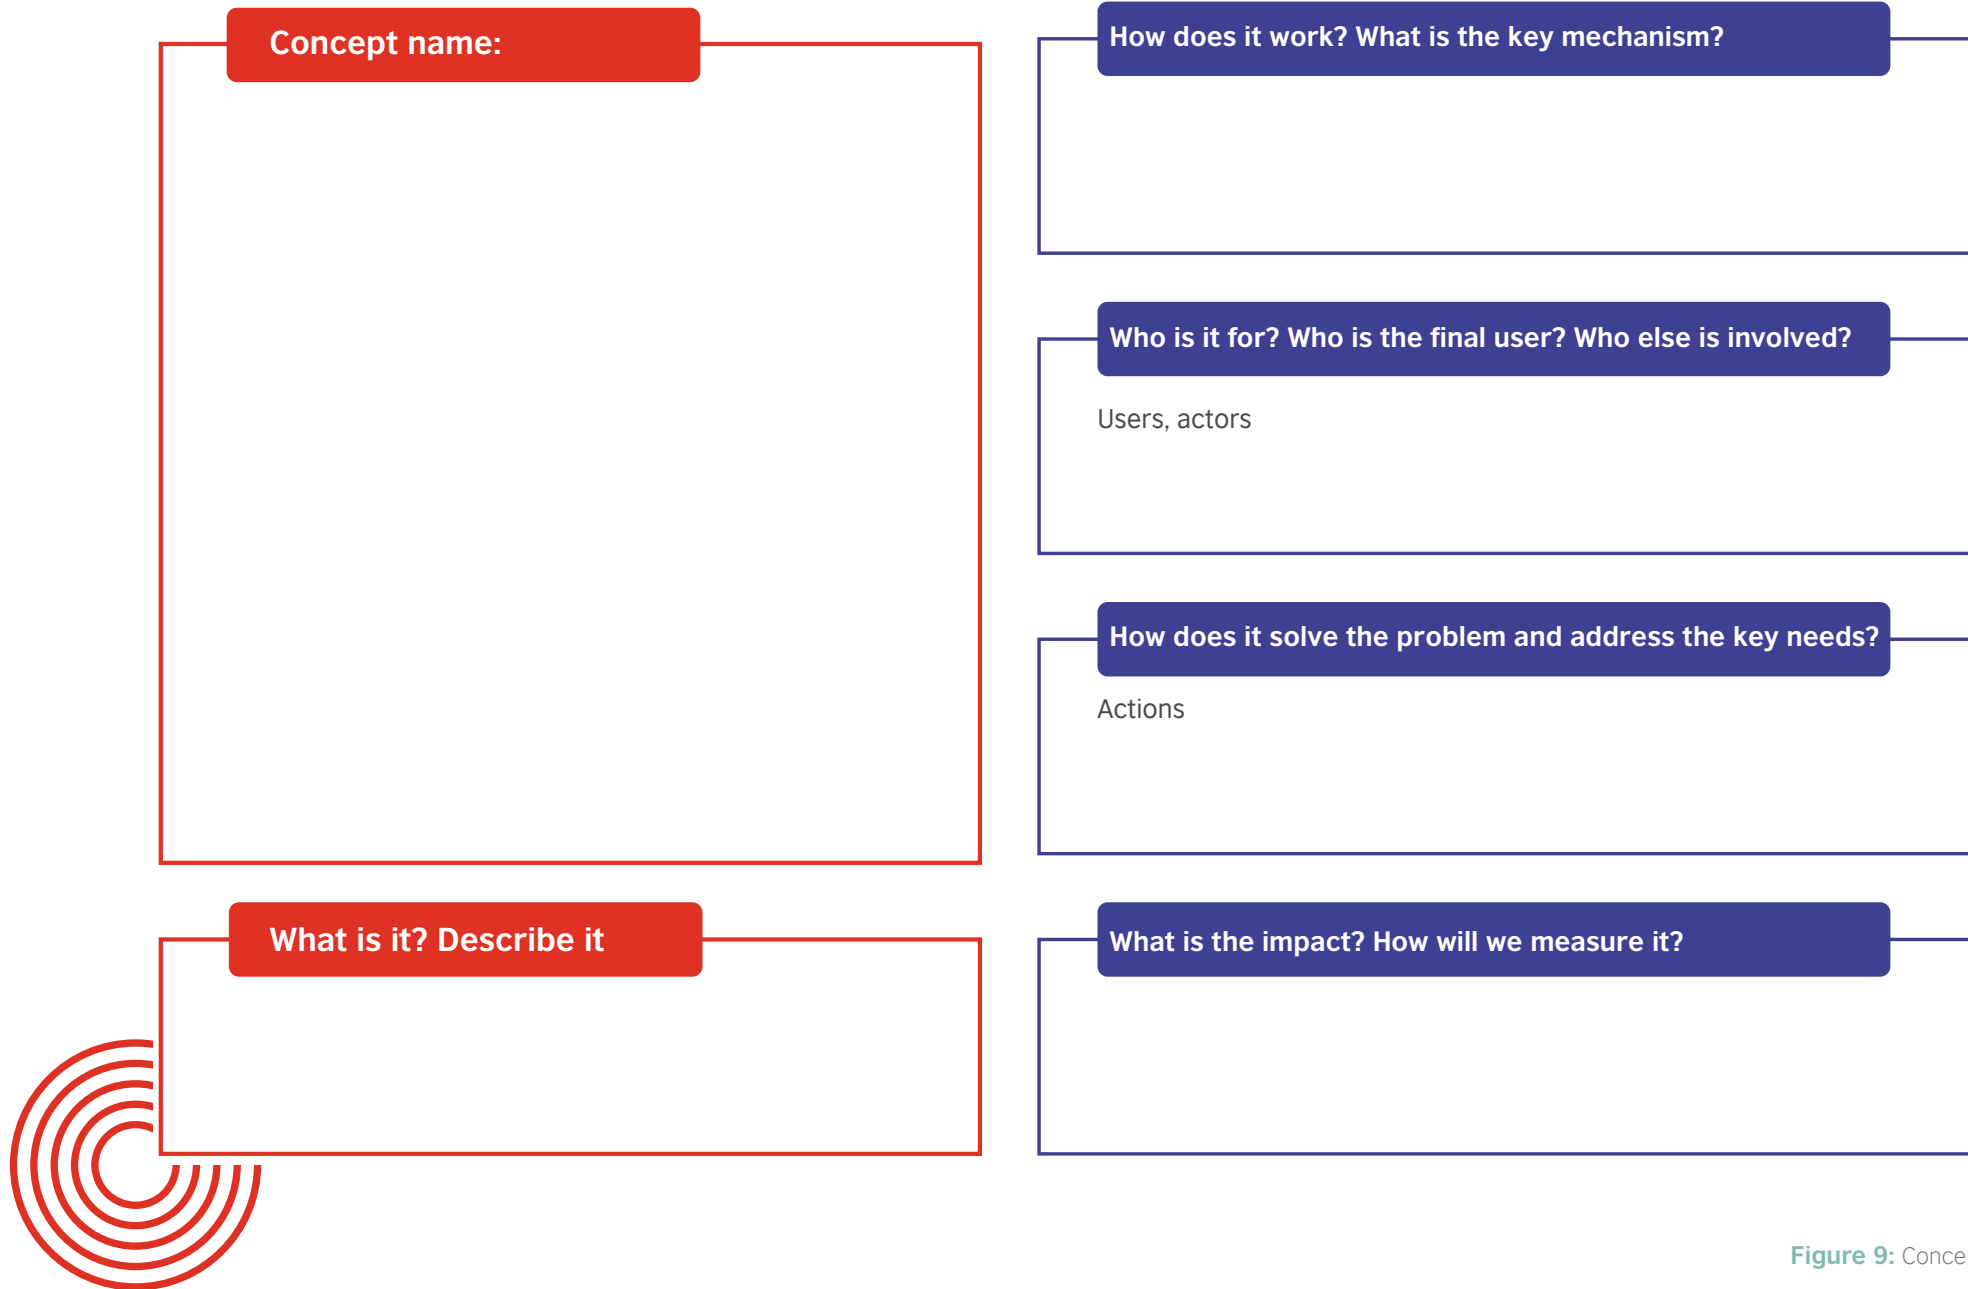 Concept name:
What is it? Describe it
How does it work? What is the key mechanism?
Who is it for? Who is the final user? Who else is involved?
Users, actors
How does it solve the problem and address the key needs?
Actions
What is the impact? How will we measure it?
Figure 9: